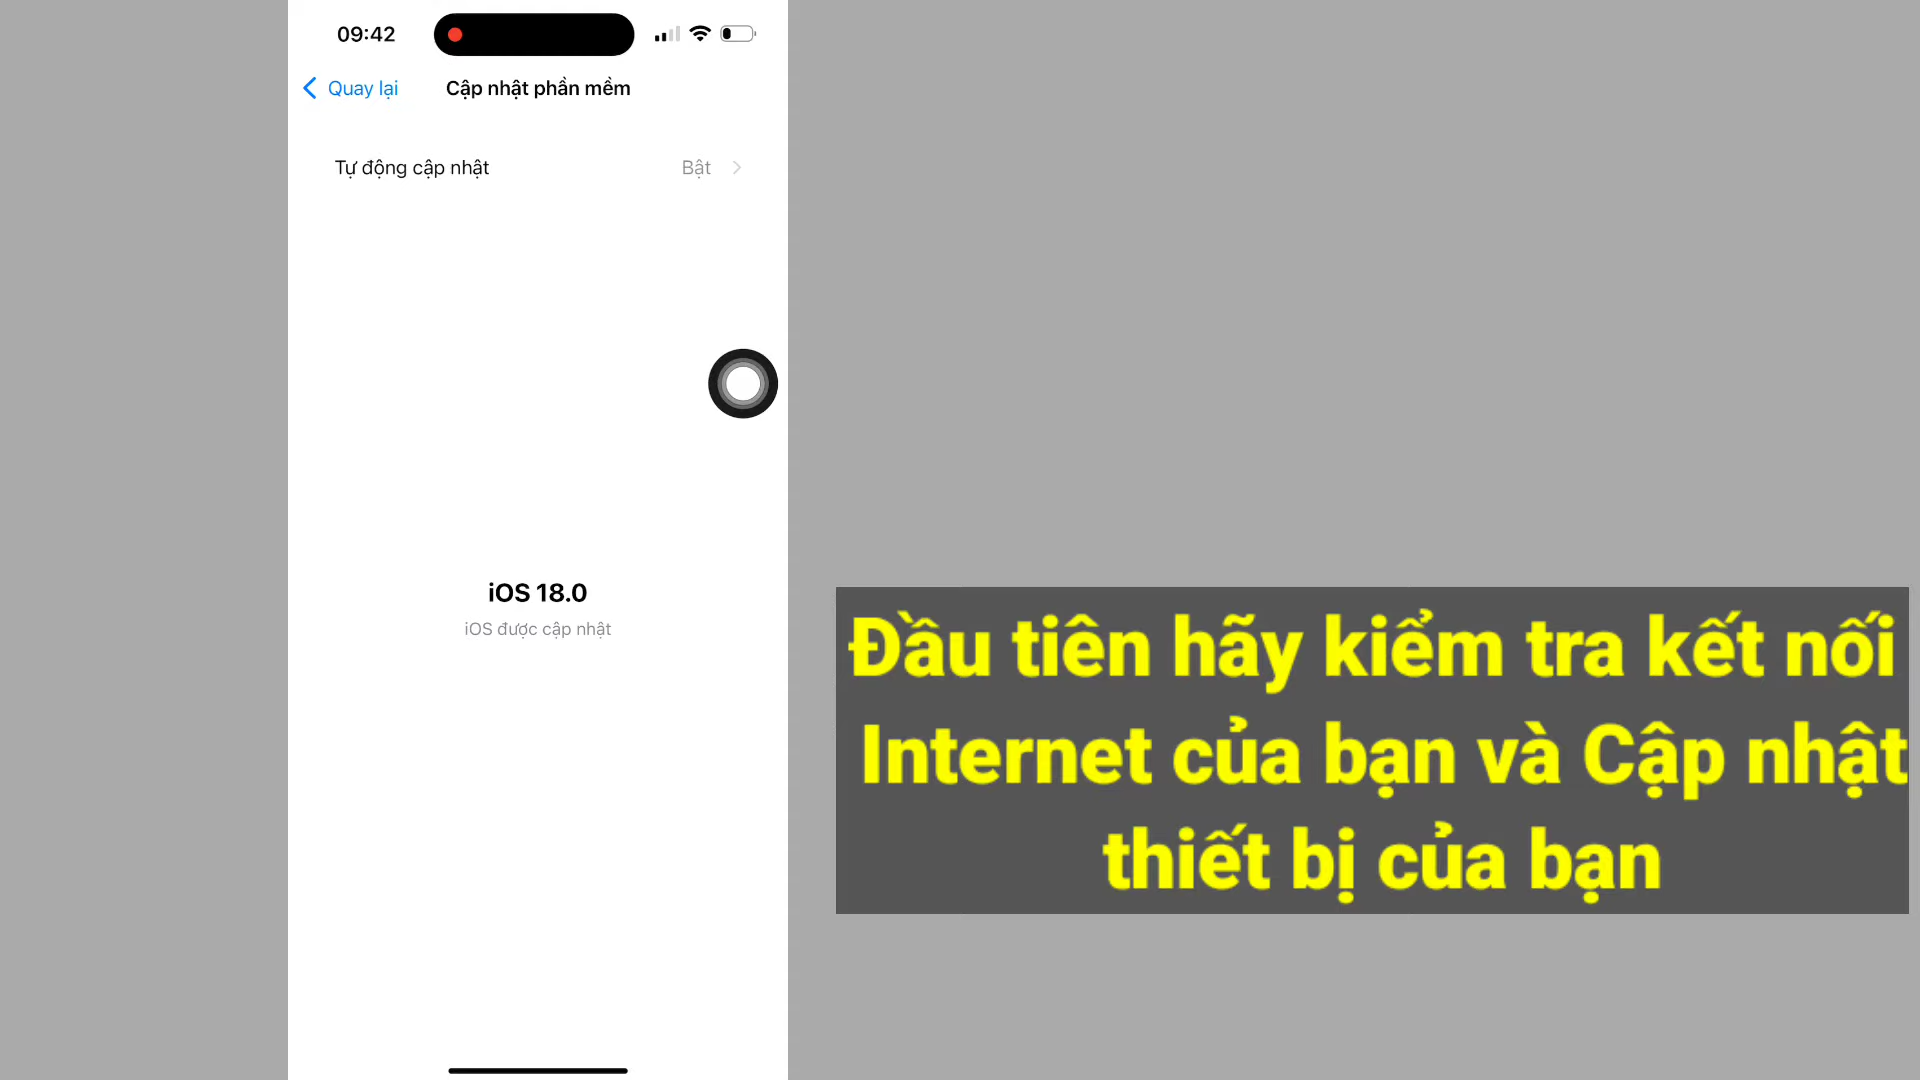 09:42
Quay lại
Cập nhật phần mềm
Tự động cập nhật Bật
iOS 18.0
iOS được cập nhật
Đầu tiên hãy kiểm tra kết nối
Internet của bạn và Cập nhật
thiết bị của bạn